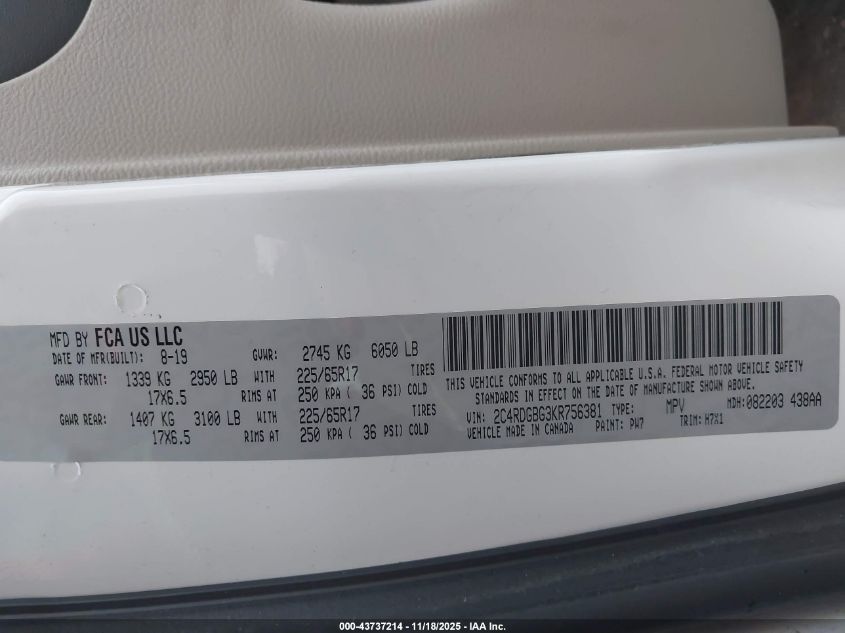 MFD BY FCA US LLC
DATE OF MFR(BUILT): 8-19 GVWR: 2745 KG 6050 LB
GAWR FRONT: 1339 KG 2950 LB WITH 225/65R17 TIRES
17X6.5 RIMS AT 250 KPA ( 36 PSI) COLD
GAWR REAR: 1407 KG 3100 LB WITH 225/65R17 TIRES
17X6.5 RIMS AT 250 KPA ( 36 PSI) COLD
THIS VEHICLE CONFORMS TO ALL APPLICABLE U.S.A. FEDERAL MOTOR VEHICLE SAFETY
STANDARDS IN EFFECT ON THE DATE OF MANUFACTURE SHOWN ABOVE.
VIN: 2C4RDGBG3KR756381 TYPE: MPV MDH: 082203 438AA
VEHICLE MADE IN CANADA PAINT: PW7 TRIM: H7X1
000-43737214 - 11/18/2025 - IAA Inc.